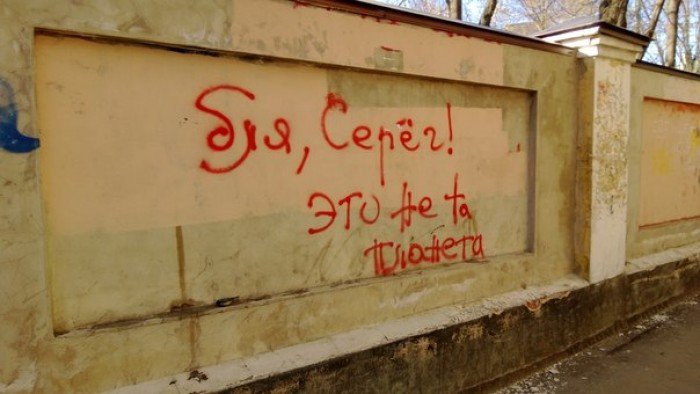 бля, Серёг!
это не та
планета